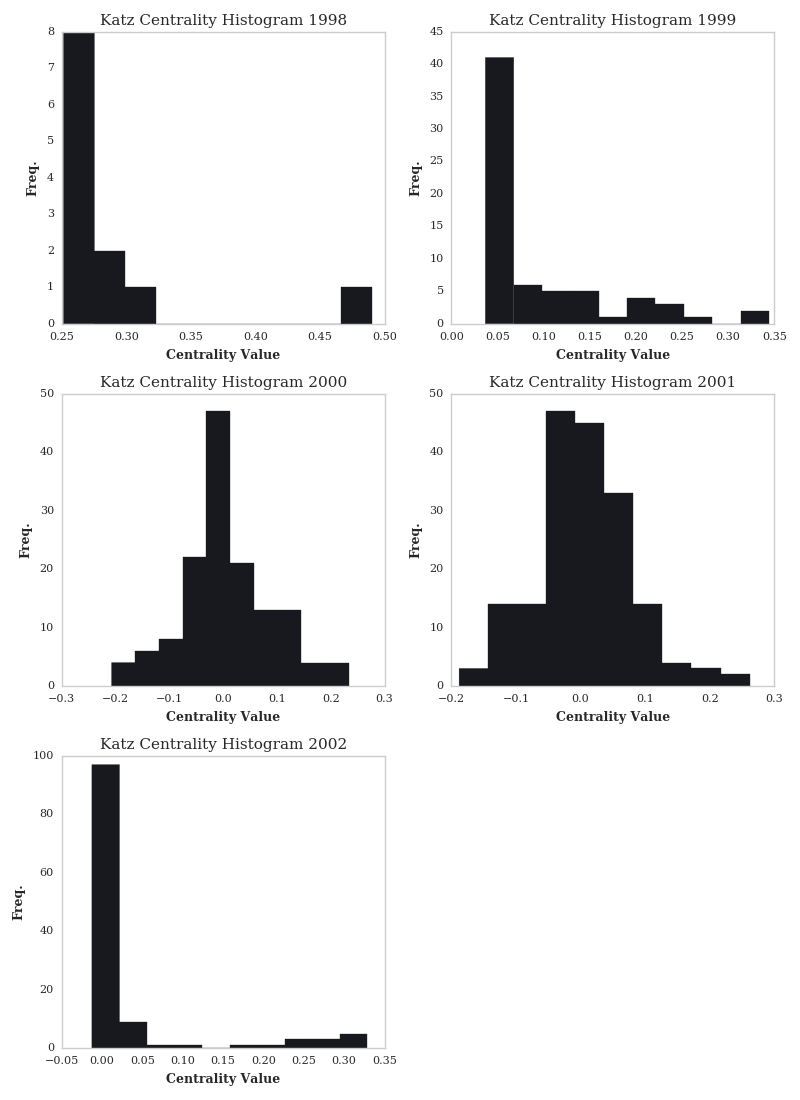 Katz Centrality Histogram 1998
8
7
6
5
4
3
2
1
0
Freq.
0.25 0.30 0.35 0.40 0.45 0.50
Centrality Value
Katz Centrality Histogram 1999
45
40
35
30
25
20
15
10
5
0
Freq.
0.00 0.05 0.10 0.15 0.20 0.25 0.30 0.35
Centrality Value
Katz Centrality Histogram 2000
50
40
30
20
10
0
Freq.
−0.3 −0.2 −0.1 0.0 0.1 0.2 0.3
Centrality Value
Katz Centrality Histogram 2001
50
40
30
20
10
0
Freq.
−0.2 −0.1 0.0 0.1 0.2 0.3
Centrality Value
Katz Centrality Histogram 2002
100
80
60
40
20
0
Freq.
−0.05 0.00 0.05 0.10 0.15 0.20 0.25 0.30 0.35
Centrality Value